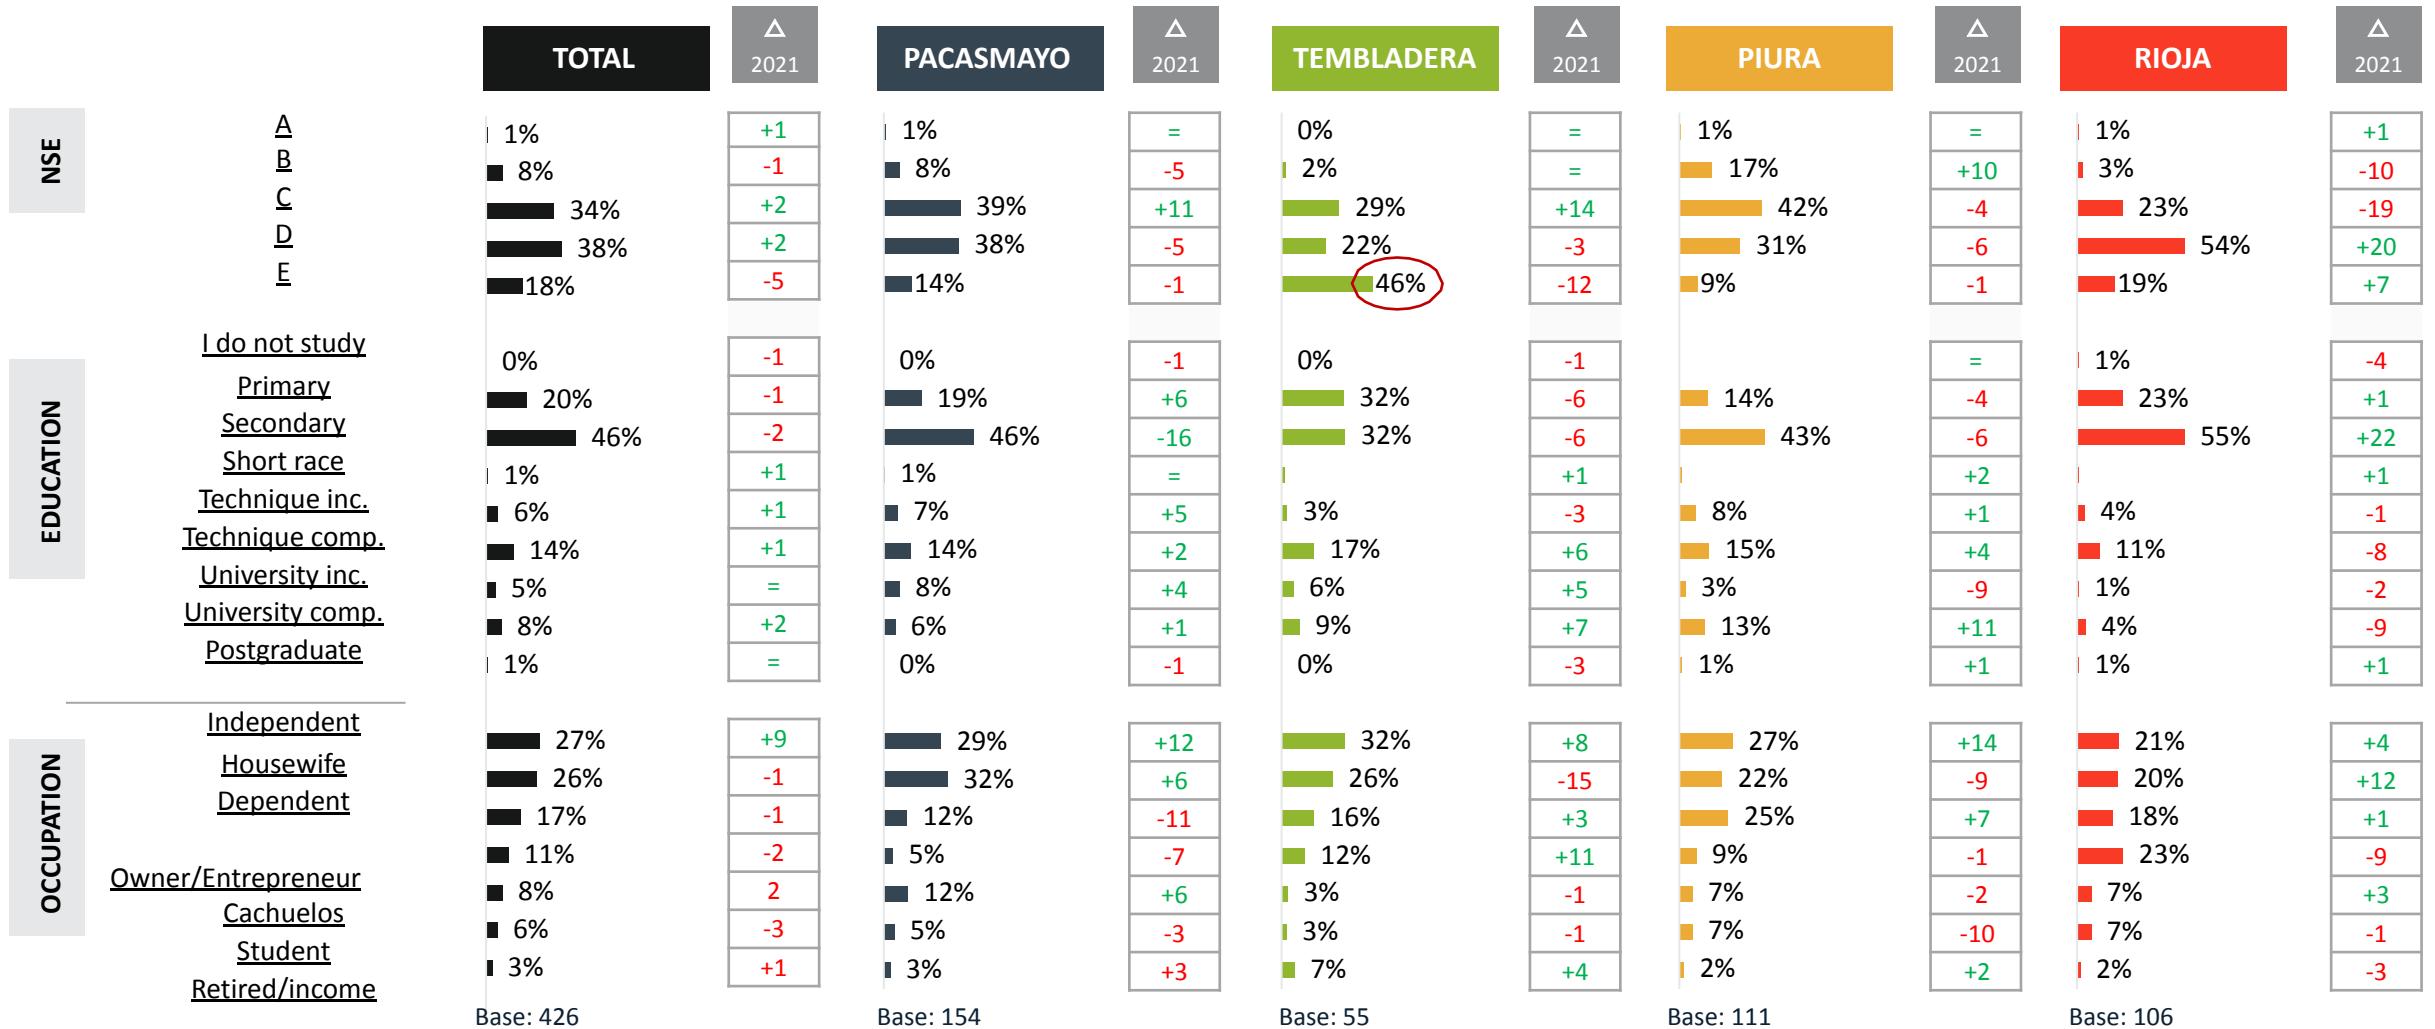 TOTAL △ 2021 PACASMAYO △ 2021 TEMBLADERA △ 2021 PIURA △ 2021 RIOJA △ 2021
NSE
A 1% +1 1% = 0% = 1% = 1% +1
B 8% -1 8% -5 2% = 17% +10 3% -10
C 34% +2 39% +11 29% +14 42% -4 23% -19
D 38% +2 38% -5 22% -3 31% -6 54% +20
E 18% -5 14% -1 46% -12 9% -1 19% +7
EDUCATION
I do not study 0% -1 0% -1 0% -1 = 1% -4
Primary 20% -1 19% +6 32% -6 14% -4 23% +1
Secondary 46% -2 46% -16 32% -6 43% -6 55% +22
Short race 1% +1 1% = +1 +2 +1
Technique inc. 6% +1 7% +5 3% -3 8% +1 4% -1
Technique comp. 14% +1 14% +2 17% +6 15% +4 11% -8
University inc. 5% = 8% +4 6% +5 3% -9 1% -2
University comp. 8% +2 6% +1 9% +7 13% +11 4% -9
Postgraduate 1% = 0% -1 0% -3 1% +1 1% +1
OCCUPATION
Independent 27% +9 29% +12 32% +8 27% +14 21% +4
Housewife 26% -1 32% +6 26% -15 22% -9 20% +12
Dependent 17% -1 12% -11 16% +3 25% +7 18% +1
Owner/Entrepreneur 11% -2 5% -7 12% +11 9% -1 23% -9
Cachuelos 8% 2 12% +6 3% -1 7% -2 7% +3
Student 6% -3 5% -3 3% -1 7% -10 7% -1
Retired/income 3% +1 3% +3 7% +4 2% +2 2% -3
Base: 426 Base: 154 Base: 55 Base: 111 Base: 106